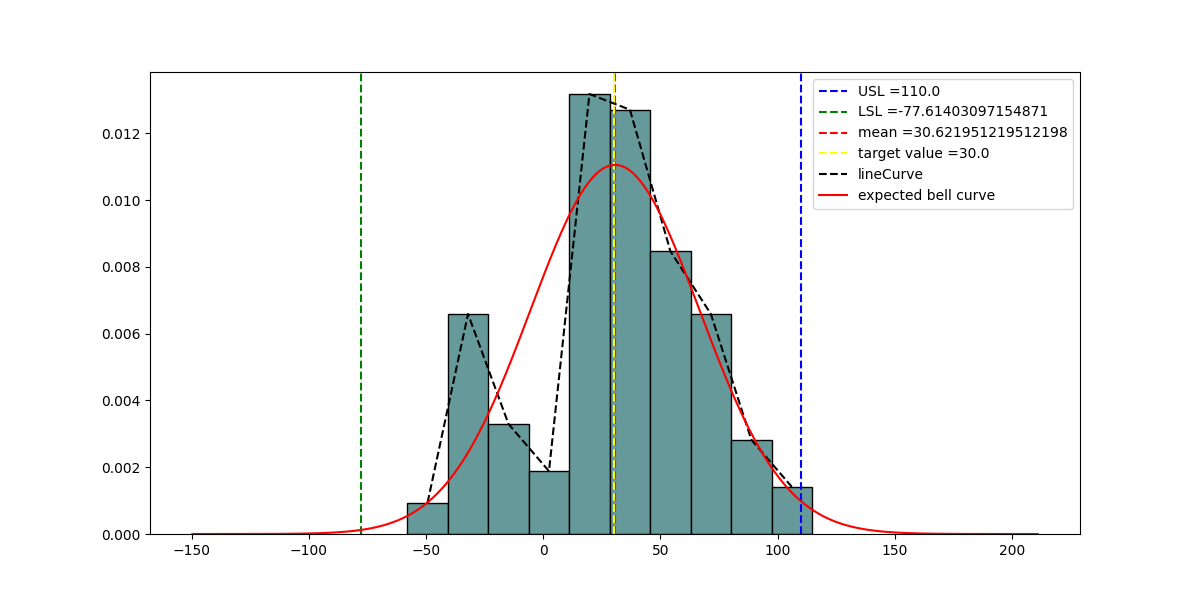 USL =110.0
LSL =-77.61403097154871
mean =30.621951219512198
target value =30.0
lineCurve
expected bell curve
0.012
0.010
0.008
0.006
0.004
0.002
0.000
−150 −100 −50 0 50 100 150 200